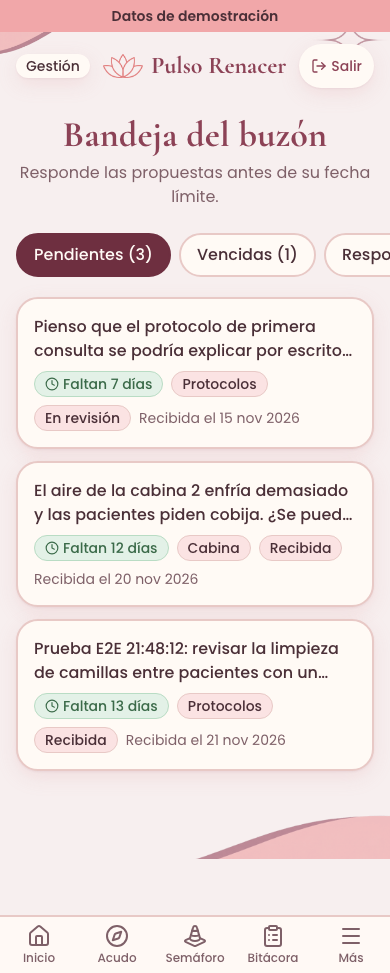 Datos de demostración
Gestión
Pulso Renacer
Salir
Bandeja del buzón
Responde las propuestas antes de su fecha
límite.
Pendientes (3)
Vencidas (1)
Respo
Pienso que el protocolo de primera
consulta se podría explicar por escrito...
Faltan 7 días
Protocolos
En revisión
Recibida el 15 nov 2026
El aire de la cabina 2 enfría demasiado
y las pacientes piden cobija. ¿Se pued...
Faltan 12 días
Cabina
Recibida
Recibida el 20 nov 2026
Prueba E2E 21:48:12: revisar la limpieza
de camillas entre pacientes con un...
Faltan 13 días
Protocolos
Recibida
Recibida el 21 nov 2026
Inicio
Acudo
Semáforo
Bitácora
Más